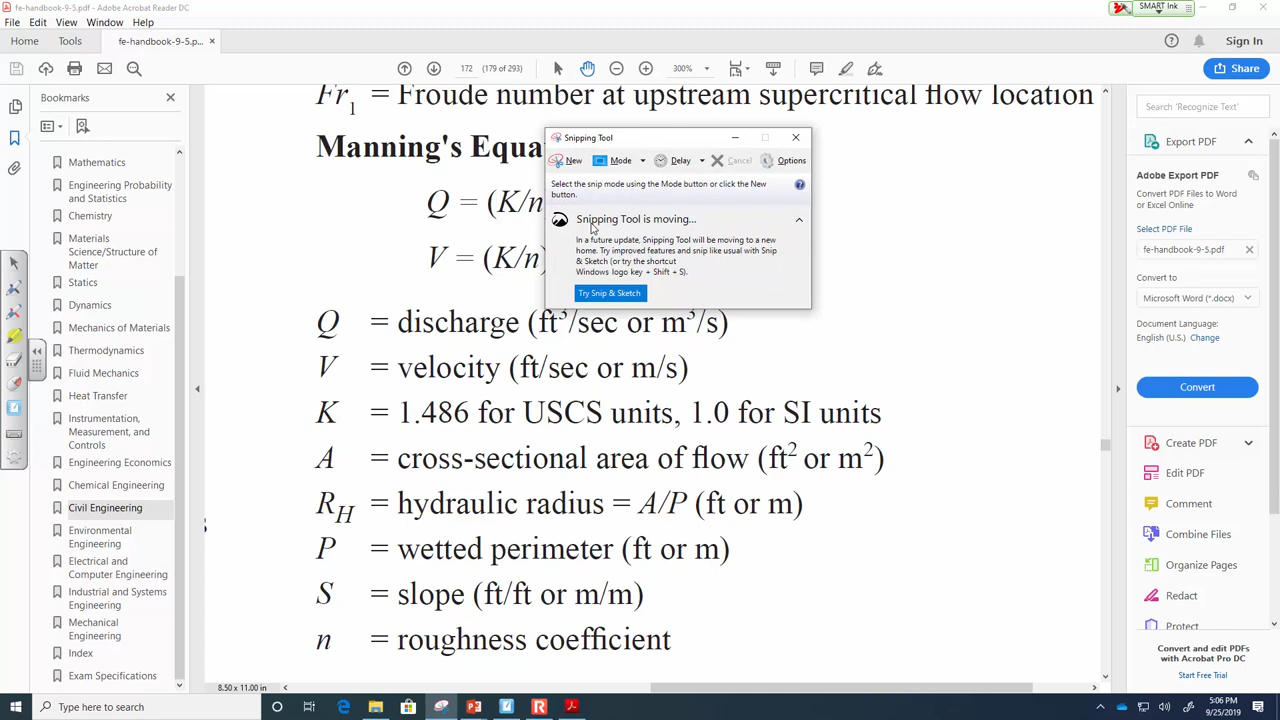 fe-handbook-9-5.pdf - Adobe Acrobat Reader DC
SMART Ink
File Edit View Window Help
Home Tools fe-handbook-9-5.p... ×
Sign In
172 (179 of 293) 300%
Share
Bookmarks
Mathematics
Engineering Probability
and Statistics
Chemistry
Materials
Science/Structure of
Matter
Statics
Dynamics
Mechanics of Materials
Thermodynamics
Fluid Mechanics
Heat Transfer
Instrumentation,
Measurement, and
Controls
Engineering Economics
Chemical Engineering
Civil Engineering
Environmental
Engineering
Electrical and
Computer Engineering
Industrial and Systems
Engineering
Mechanical
Engineering
Index
Exam Specifications
Fr₁ = Froude number at upstream supercritical flow location
Manning's Equa
Q = (K/n
V = (K/n)
Q = discharge (ft³/sec or m³/s)
V = velocity (ft/sec or m/s)
K = 1.486 for USCS units, 1.0 for SI units
A = cross-sectional area of flow (ft² or m²)
R_H = hydraulic radius = A/P (ft or m)
P = wetted perimeter (ft or m)
S = slope (ft/ft or m/m)
n = roughness coefficient
8.50 x 11.00 in
Snipping Tool
New Mode Delay Cancel Options
Select the snip mode using the Mode button or click the New
button.
Snipping Tool is moving...
In a future update, Snipping Tool will be moving to a new
home. Try improved features and snip like usual with Snip
& Sketch (or try the shortcut
Windows logo key + Shift + S).
Try Snip & Sketch
Search 'Recognize Text'
Export PDF
Adobe Export PDF
Convert PDF Files to Word
or Excel Online
Select PDF File
fe-handbook-9-5.pdf
Convert to
Microsoft Word (*.docx)
Document Language:
English (U.S.) Change
Convert
Create PDF
Edit PDF
Comment
Combine Files
Organize Pages
Redact
Protect
Convert and edit PDFs
with Acrobat Pro DC
Start Free Trial
Type here to search
5:06 PM
9/25/2019